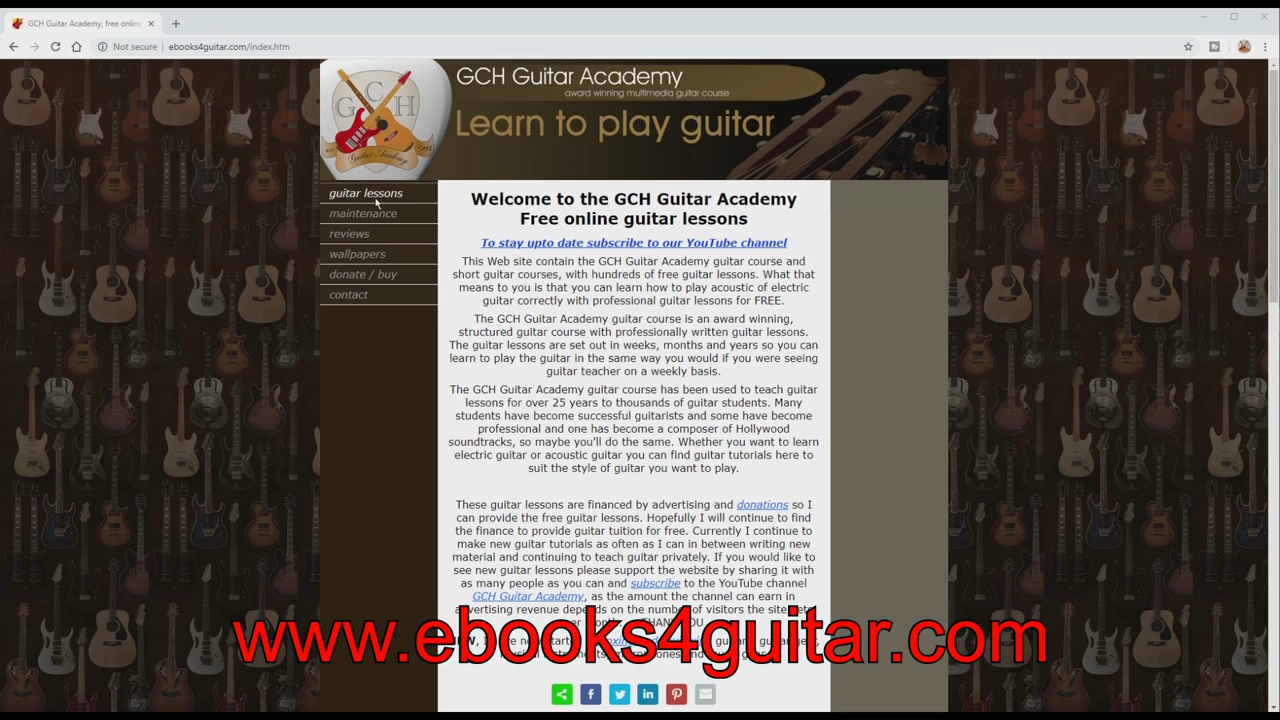 GCH Guitar Academy, free onlin
Not secure
ebooks4guitar.com/index.htm
GCH
Guitar Academy
GCH Guitar Academy
award winning multimedia guitar course
Learn to play guitar
guitar lessons
maintenance
reviews
wallpapers
donate / buy
contact
Welcome to the GCH Guitar Academy
Free online guitar lessons
To stay upto date subscribe to our YouTube channel
This Web site contain the GCH Guitar Academy guitar course and
short guitar courses, with hundreds of free guitar lessons. What that
means to you is that you can learn how to play acoustic of electric
guitar correctly with professional guitar lessons for FREE.
The GCH Guitar Academy guitar course is an award winning,
structured guitar course with professionally written guitar lessons.
The guitar lessons are set out in weeks, months and years so you can
learn to play the guitar in the same way you would if you were seeing
guitar teacher on a weekly basis.
The GCH Guitar Academy guitar course has been used to teach guitar
lessons for over 25 years to thousands of guitar students. Many
students have become successful guitarists and some have become
professional and one has become a composer of Hollywood
soundtracks, so maybe you'll do the same. Whether you want to learn
electric guitar or acoustic guitar you can find guitar tutorials here to
suit the style of guitar you want to play.
These guitar lessons are financed by advertising and donations so I
can provide the free guitar lessons. Hopefully I will continue to find
the finance to provide guitar tuition for free. Currently I continue to
make new guitar tutorials as often as I can in between writing new
material and continuing to teach guitar privately. If you would like to
see new guitar lessons please support the website by sharing it with
as many people as you can and subscribe to the YouTube channel
GCH Guitar Academy, as the amount the channel can earn in
advertising revenue depends on the number of visitors the site
THANK YOU
www.ebooks4guitar.com